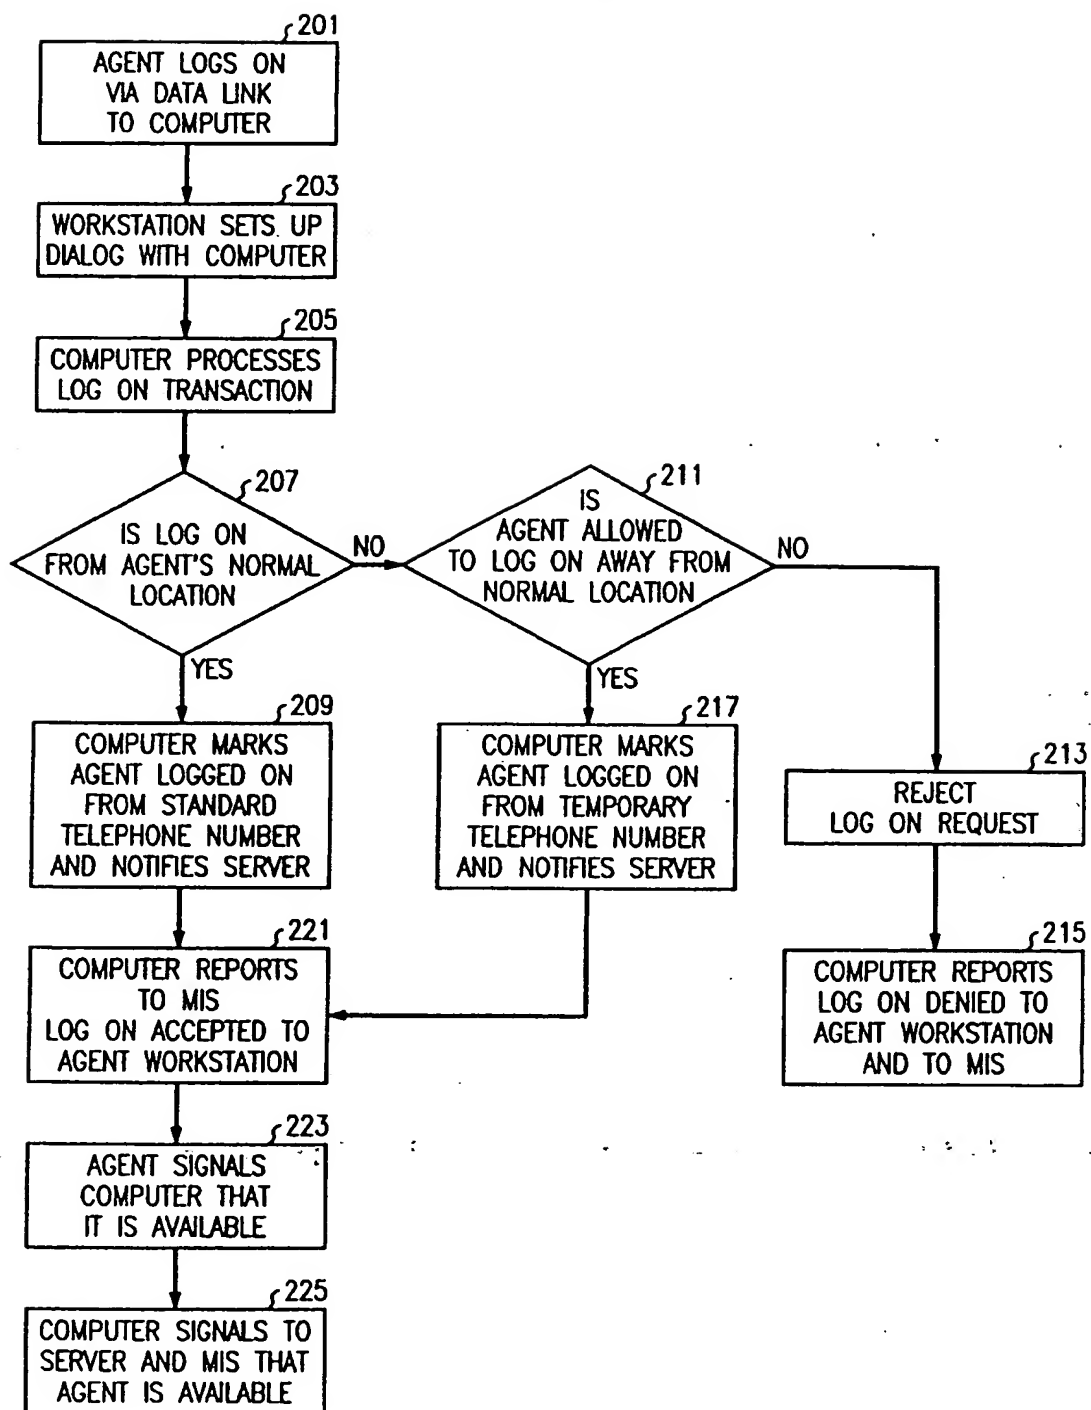 201
AGENT LOGS ON
VIA DATA LINK
TO COMPUTER
203
WORKSTATION SETS UP
DIALOG WITH COMPUTER
205
COMPUTER PROCESSES
LOG ON TRANSACTION
207
IS LOG ON
FROM AGENT'S NORMAL
LOCATION
NO
YES
211
IS
AGENT ALLOWED
TO LOG ON AWAY FROM
NORMAL LOCATION
NO
YES
209
COMPUTER MARKS
AGENT LOGGED ON
FROM STANDARD
TELEPHONE NUMBER
AND NOTIFIES SERVER
217
COMPUTER MARKS
AGENT LOGGED ON
FROM TEMPORARY
TELEPHONE NUMBER
AND NOTIFIES SERVER
213
REJECT
LOG ON REQUEST
221
COMPUTER REPORTS
TO MIS
LOG ON ACCEPTED TO
AGENT WORKSTATION
215
COMPUTER REPORTS
LOG ON DENIED TO
AGENT WORKSTATION
AND TO MIS
223
AGENT SIGNALS
COMPUTER THAT
IT IS AVAILABLE
225
COMPUTER SIGNALS TO
SERVER AND MIS THAT
AGENT IS AVAILABLE